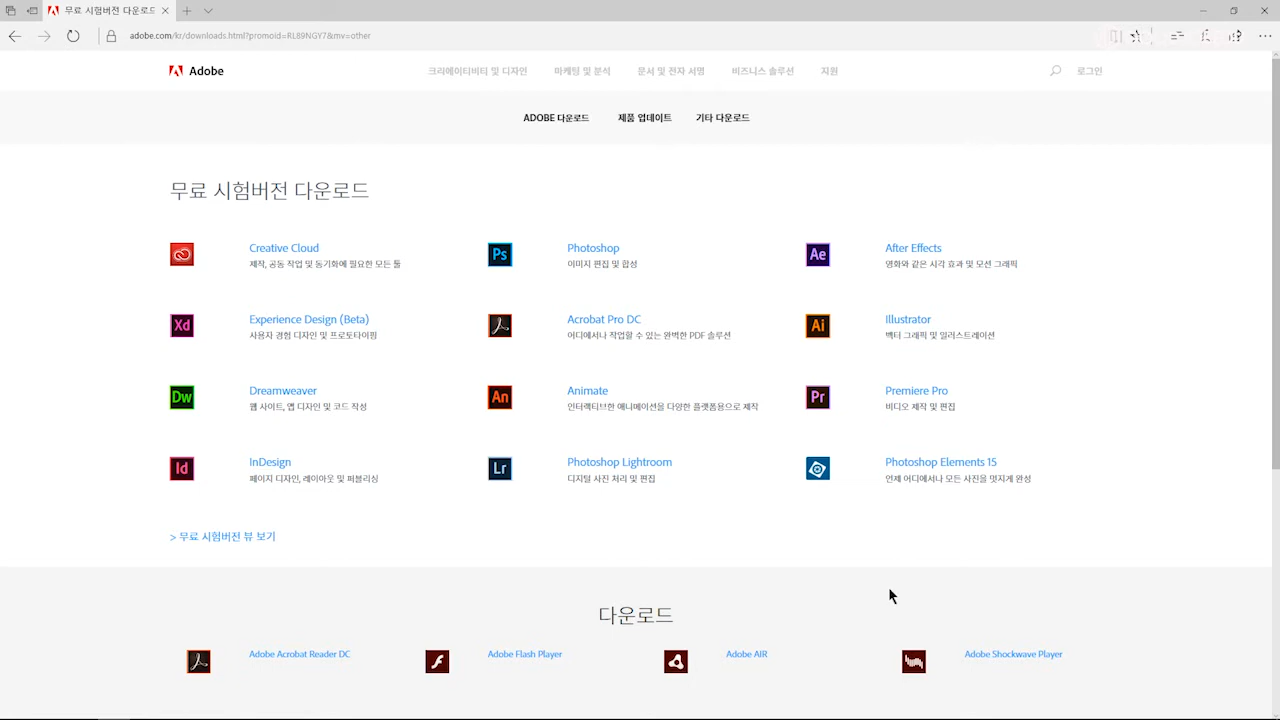 무료 시험버전 다운로드
adobe.com/kr/downloads.html?promoid=RL89NGY7&mv=other
Adobe
크리에이티비티 및 디자인
마케팅 및 분석
문서 및 전자 서명
비즈니스 솔루션
지원
로그인
ADOBE 다운로드
제품 업데이트
기타 다운로드
무료 시험버전 다운로드
Creative Cloud
제작, 공동 작업 및 동기화에 필요한 모든 툴
Ps
Photoshop
이미지 편집 및 합성
Ae
After Effects
영화와 같은 시각 효과 및 모션 그래픽
Xd
Experience Design (Beta)
사용자 경험 디자인 및 프로토타이핑
Acrobat Pro DC
어디에서나 작업할 수 있는 완벽한 PDF 솔루션
Ai
Illustrator
벡터 그래픽 및 일러스트레이션
Dw
Dreamweaver
웹 사이트, 앱 디자인 및 코드 작성
An
Animate
인터랙티브한 애니메이션을 다양한 플랫폼용으로 제작
Pr
Premiere Pro
비디오 제작 및 편집
Id
InDesign
페이지 디자인, 레이아웃 및 퍼블리싱
Lr
Photoshop Lightroom
디지털 사진 처리 및 편집
Photoshop Elements 15
언제 어디에서나 모든 사진을 멋지게 완성
> 무료 시험버전 뷰 보기
다운로드
Adobe Acrobat Reader DC
Adobe Flash Player
Adobe AIR
Adobe Shockwave Player